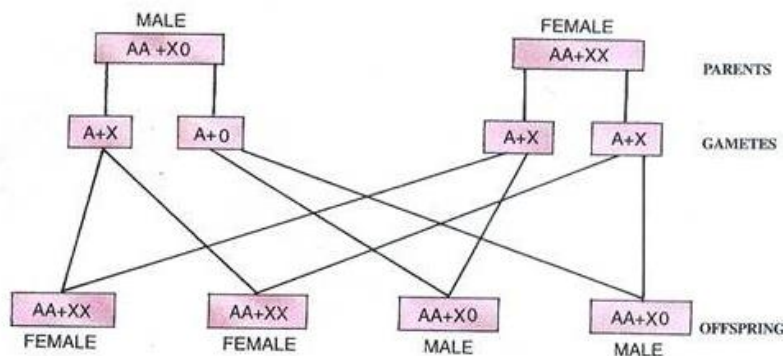 MALE
FEMALE
AA +X0
AA+XX
PARENTS
A+X
A+0
A+X
A+X
GAMETES
AA+XX
AA+XX
AA+X0
AA+X0
OFFSPRING
FEMALE
FEMALE
MALE
MALE